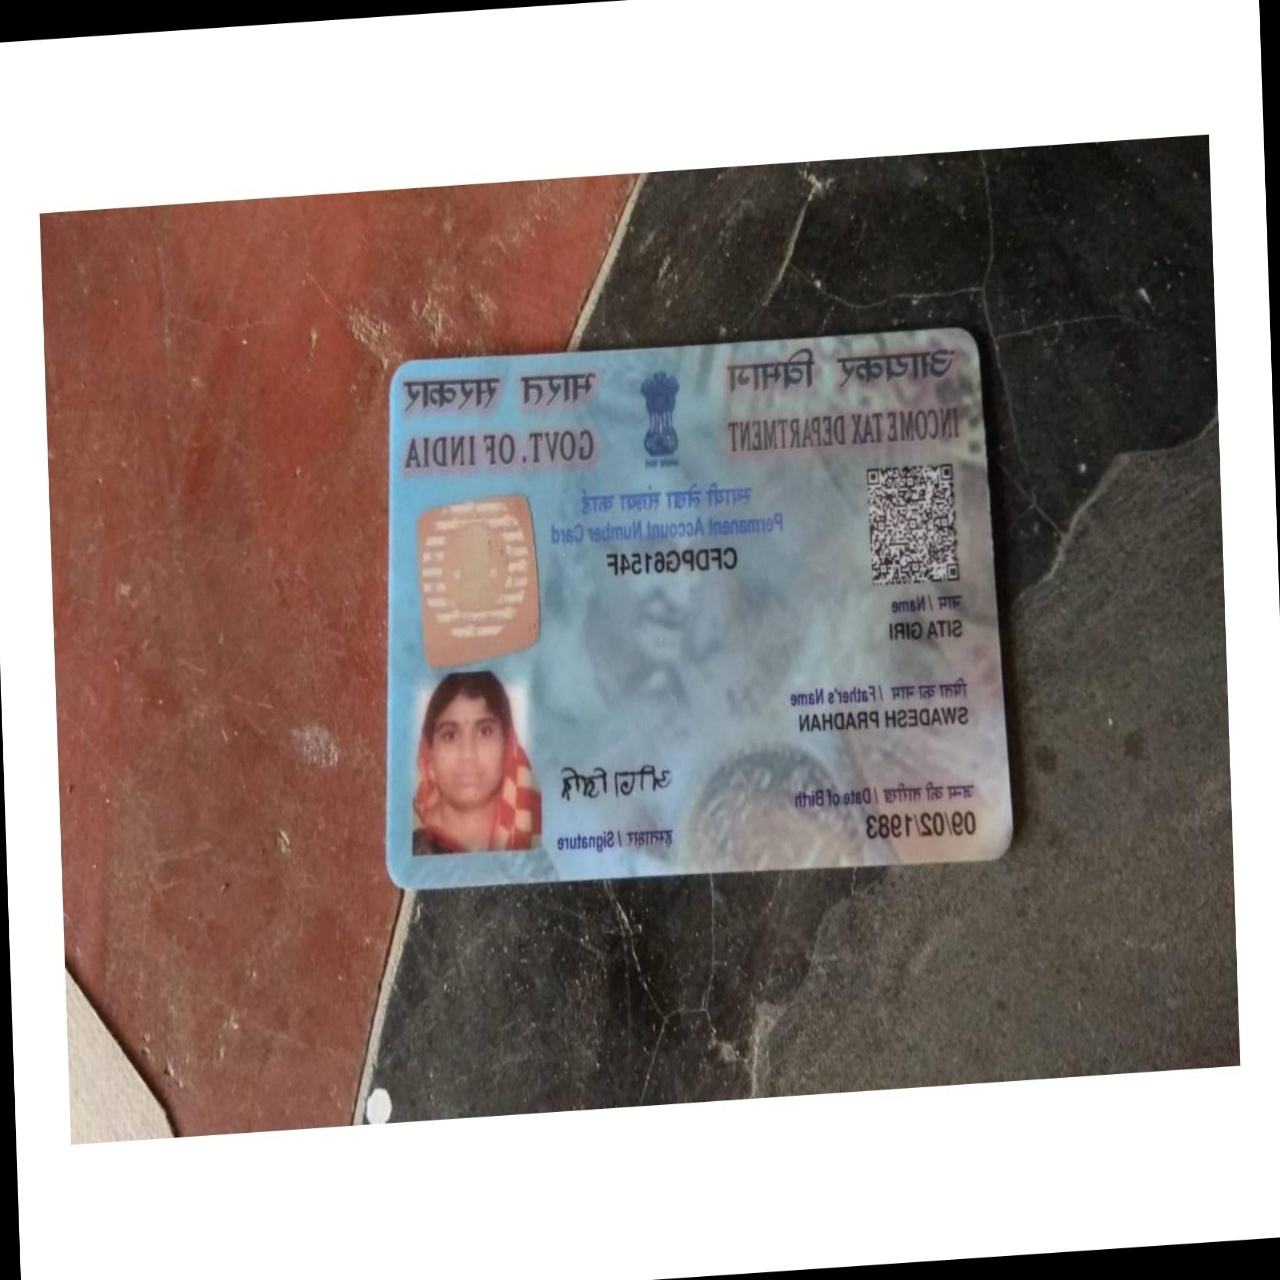 आयकर विभाग
INCOME TAX DEPARTMENT
भारत सरकार
GOVT. OF INDIA
स्थायी लेखा संख्या कार्ड
Permanent Account Number Card
CFDPG6154F
नाम / Name
SITA GIRI
पिता का नाम / Father's Name
SWADESH PRADHAN
जन्म की तारीख / Date of Birth
09/02/1983
हस्ताक्षर / Signature